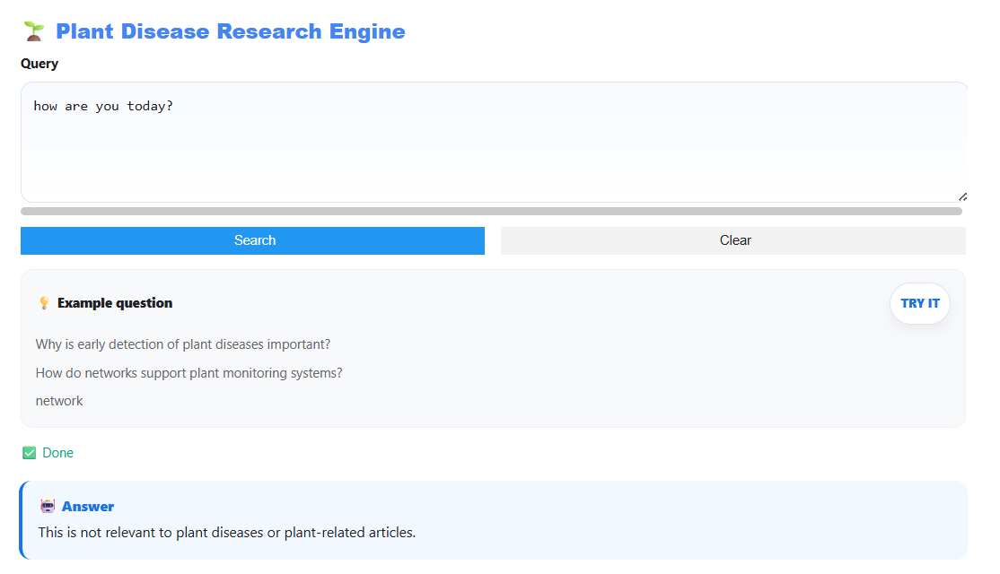 Plant Disease Research Engine
Query
how are you today?
Search
Clear
Example question
TRY IT
Why is early detection of plant diseases important?
How do networks support plant monitoring systems?
network
Done
Answer
This is not relevant to plant diseases or plant-related articles.